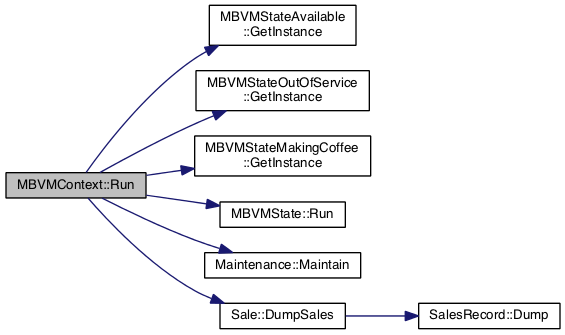 MBVMStateAvailable
::GetInstance
MBVMStateOutOfService
::GetInstance
MBVMStateMakingCoffee
::GetInstance
MBVMContext::Run
MBVMState::Run
Maintenance::Maintain
Sale::DumpSales
SalesRecord::Dump